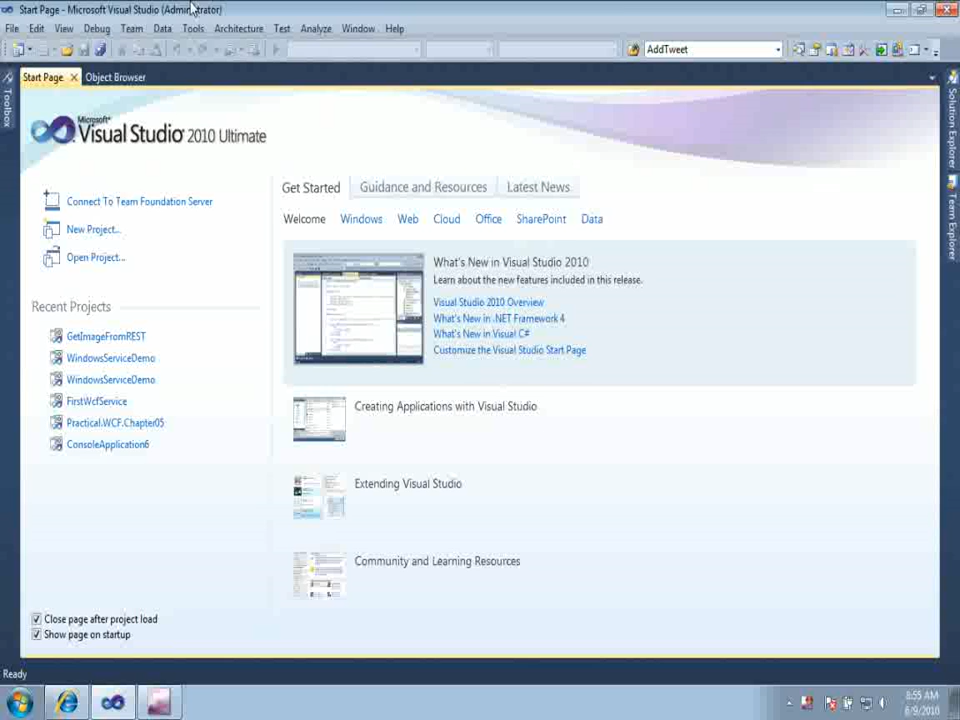 Start Page - Microsoft Visual Studio (Administrator)
File Edit View Debug Team Data Tools Architecture Test Analyze Window Help
AddTweet
Start Page Object Browser
Toolbox
Solution Explorer
Team Explorer
Microsoft
Visual Studio 2010 Ultimate
Connect To Team Foundation Server
New Project...
Open Project...
Recent Projects
GetImageFromREST
WindowsServiceDemo
WindowsServiceDemo
FirstWcfService
Practical.WCF.Chapter05
ConsoleApplication6
Close page after project load
Show page on startup
Get Started Guidance and Resources Latest News
Welcome Windows Web Cloud Office SharePoint Data
What's New in Visual Studio 2010
Learn about the new features included in this release.
Visual Studio 2010 Overview
What's New in .NET Framework 4
What's New in Visual C#
Customize the Visual Studio Start Page
Creating Applications with Visual Studio
Extending Visual Studio
Community and Learning Resources
Ready
8:55 AM
6/9/2010